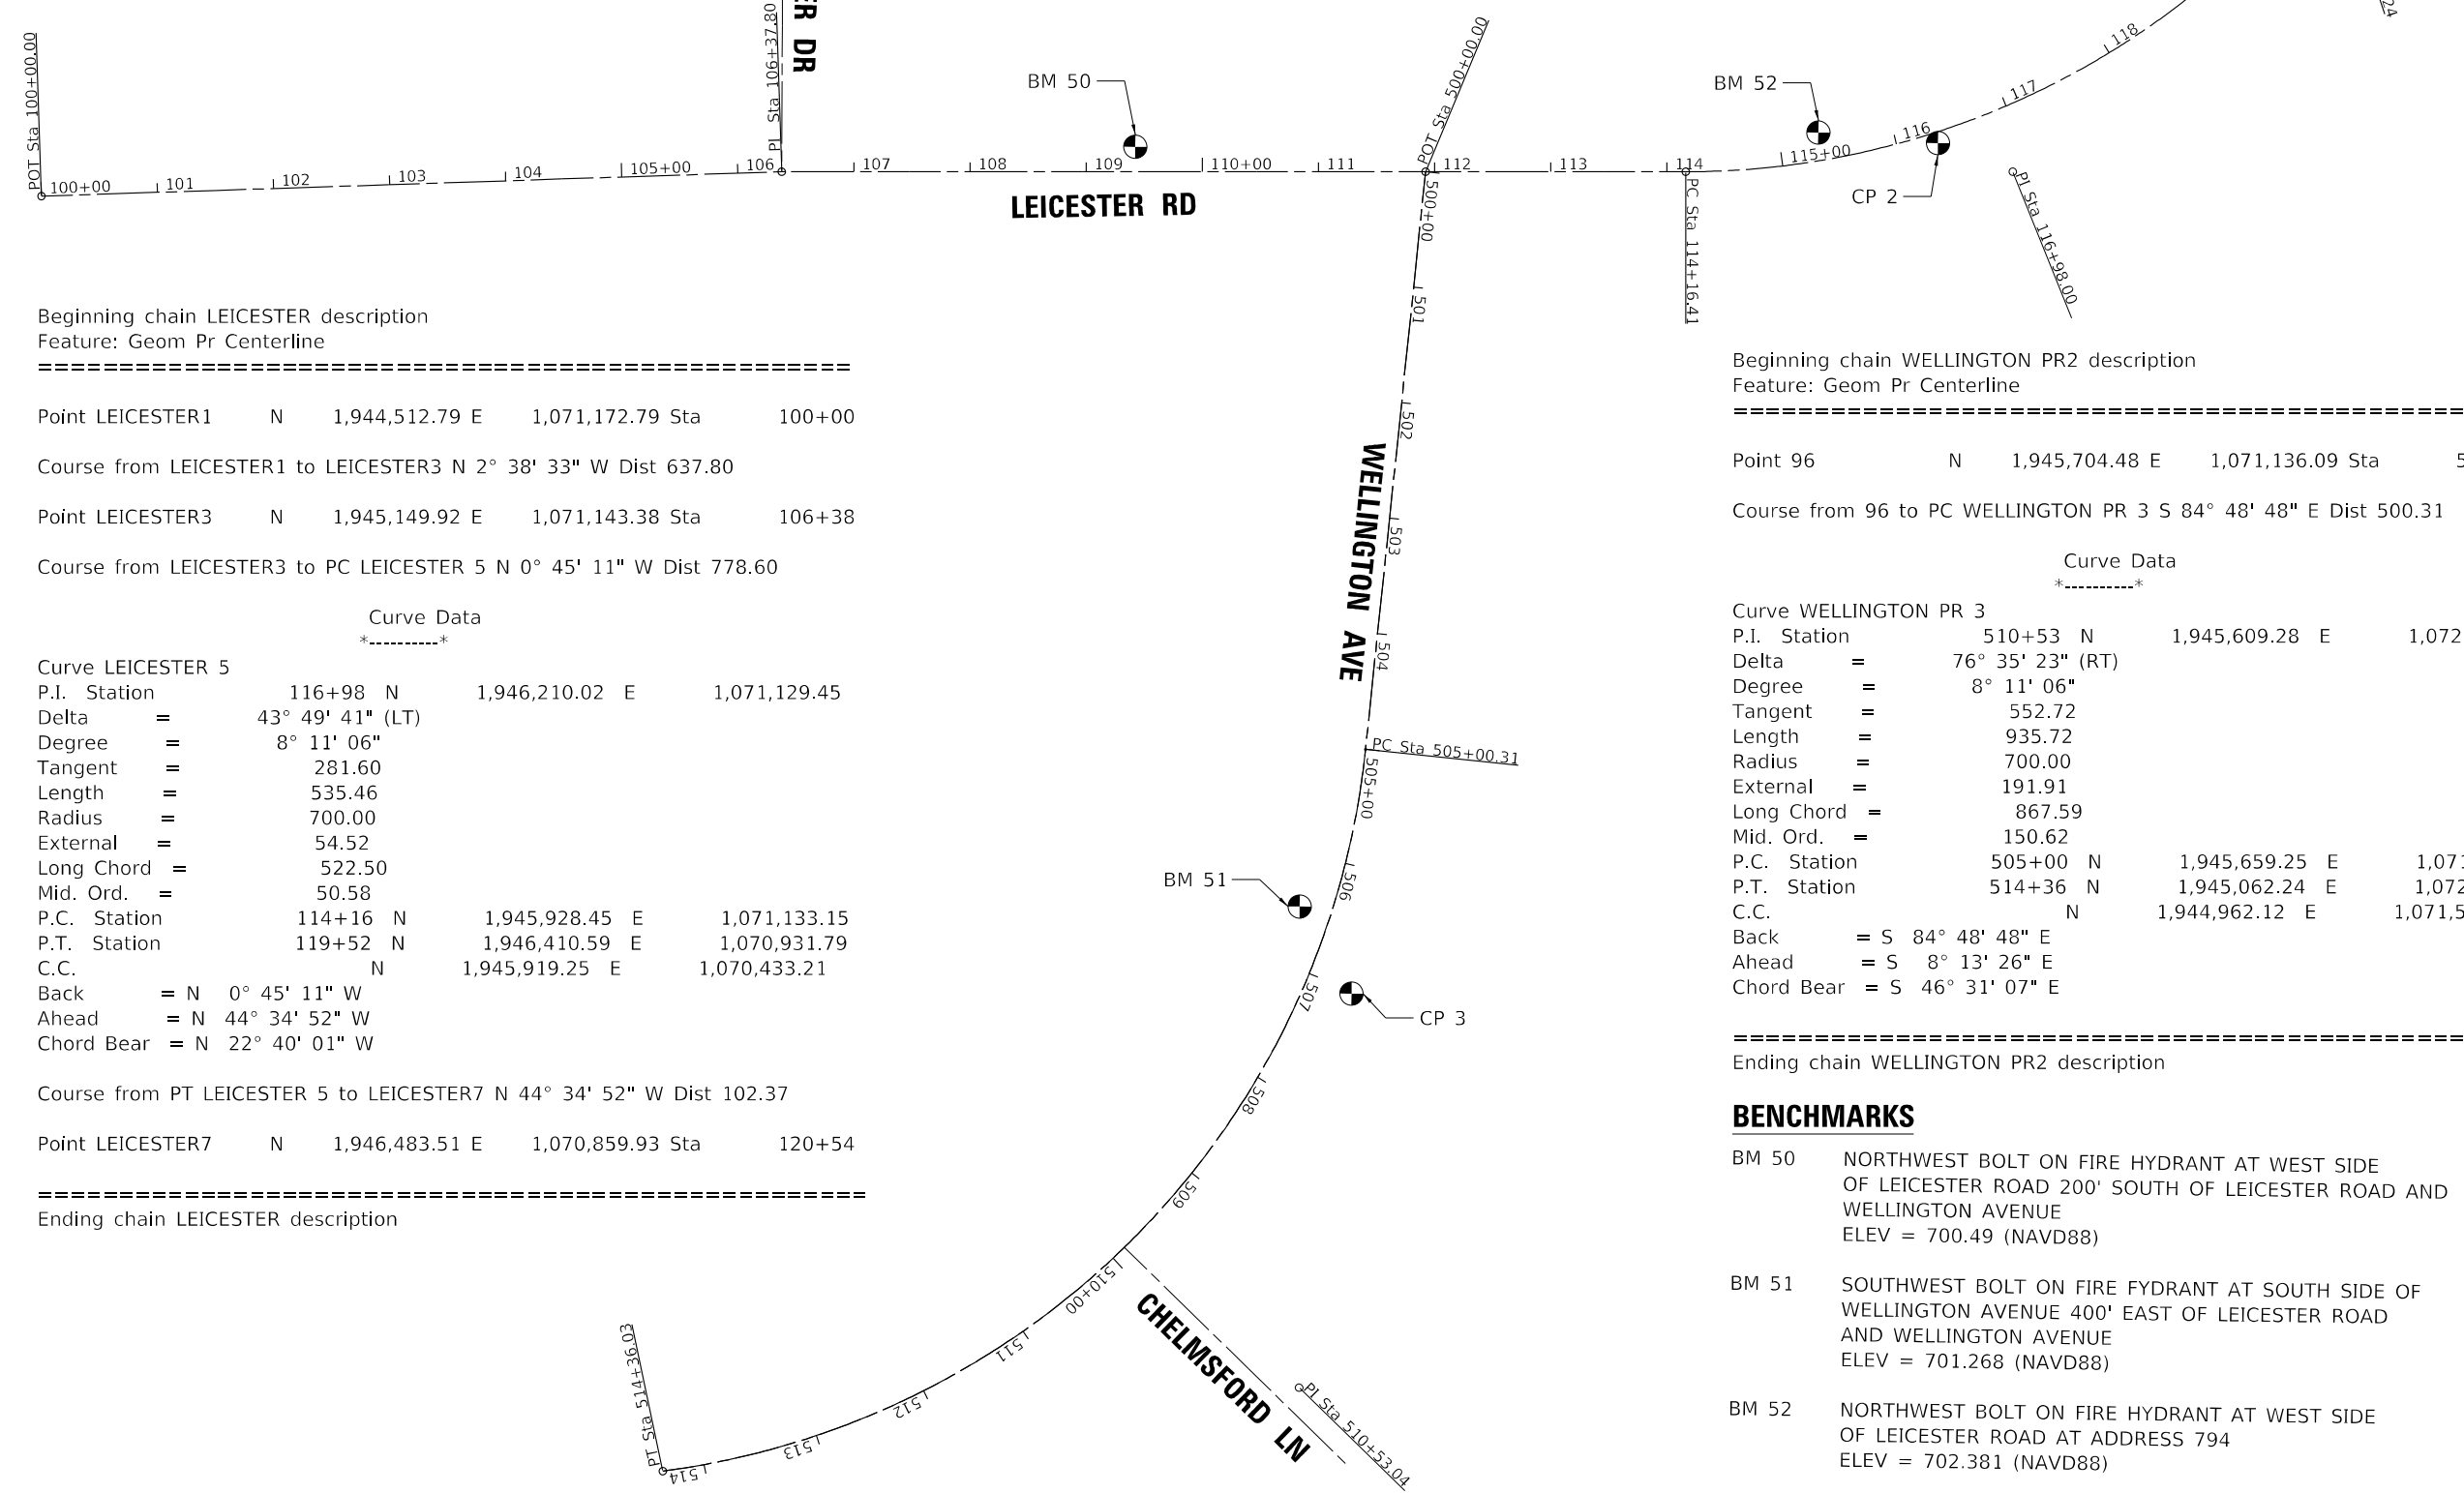 POT Sta 100+00.00
100+00
101
102
103
104
105+00
106
PI Sta 106+37.80
ER DR
107
108
109
110+00
111
112
113
114
115+00
116
117
118
24
BM 50
BM 52
CP 2
POT Sta 500+00.00
PC Sta 114+16.41
PI Sta 116+98.00
LEICESTER RD
500+00
501
502
503
504
WELLINGTON AVE
PC Sta 505+00.31
505+00
506
BM 51
507
CP 3
508
509
510+00
511
512
513
514
PT Sta 514+36.03
CHELMSFORD LN
PI Sta 510+53.04
Beginning chain LEICESTER description
Feature: Geom Pr Centerline
Point LEICESTER1 N 1,944,512.79 E 1,071,172.79 Sta 100+00
Course from LEICESTER1 to LEICESTER3 N 2° 38' 33" W Dist 637.80
Point LEICESTER3 N 1,945,149.92 E 1,071,143.38 Sta 106+38
Course from LEICESTER3 to PC LEICESTER 5 N 0° 45' 11" W Dist 778.60
Curve Data
*----------*
Curve LEICESTER 5
P.I. Station 116+98 N 1,946,210.02 E 1,071,129.45
Delta = 43° 49' 41" (LT)
Degree = 8° 11' 06"
Tangent = 281.60
Length = 535.46
Radius = 700.00
External = 54.52
Long Chord = 522.50
Mid. Ord. = 50.58
P.C. Station 114+16 N 1,945,928.45 E 1,071,133.15
P.T. Station 119+52 N 1,946,410.59 E 1,070,931.79
C.C. N 1,945,919.25 E 1,070,433.21
Back = N 0° 45' 11" W
Ahead = N 44° 34' 52" W
Chord Bear = N 22° 40' 01" W
Course from PT LEICESTER 5 to LEICESTER7 N 44° 34' 52" W Dist 102.37
Point LEICESTER7 N 1,946,483.51 E 1,070,859.93 Sta 120+54
Ending chain LEICESTER description
Beginning chain WELLINGTON PR2 description
Feature: Geom Pr Centerline
Point 96 N 1,945,704.48 E 1,071,136.09 Sta 5
Course from 96 to PC WELLINGTON PR 3 S 84° 48' 48" E Dist 500.31
Curve Data
*----------*
Curve WELLINGTON PR 3
P.I. Station 510+53 N 1,945,609.28 E 1,072
Delta = 76° 35' 23" (RT)
Degree = 8° 11' 06"
Tangent = 552.72
Length = 935.72
Radius = 700.00
External = 191.91
Long Chord = 867.59
Mid. Ord. = 150.62
P.C. Station 505+00 N 1,945,659.25 E 1,071
P.T. Station 514+36 N 1,945,062.24 E 1,072
C.C. N 1,944,962.12 E 1,071,5
Back = S 84° 48' 48" E
Ahead = S 8° 13' 26" E
Chord Bear = S 46° 31' 07" E
Ending chain WELLINGTON PR2 description
BENCHMARKS
BM 50 NORTHWEST BOLT ON FIRE HYDRANT AT WEST SIDE
OF LEICESTER ROAD 200' SOUTH OF LEICESTER ROAD AND
WELLINGTON AVENUE
ELEV = 700.49 (NAVD88)
BM 51 SOUTHWEST BOLT ON FIRE FYDRANT AT SOUTH SIDE OF
WELLINGTON AVENUE 400' EAST OF LEICESTER ROAD
AND WELLINGTON AVENUE
ELEV = 701.268 (NAVD88)
BM 52 NORTHWEST BOLT ON FIRE HYDRANT AT WEST SIDE
OF LEICESTER ROAD AT ADDRESS 794
ELEV = 702.381 (NAVD88)